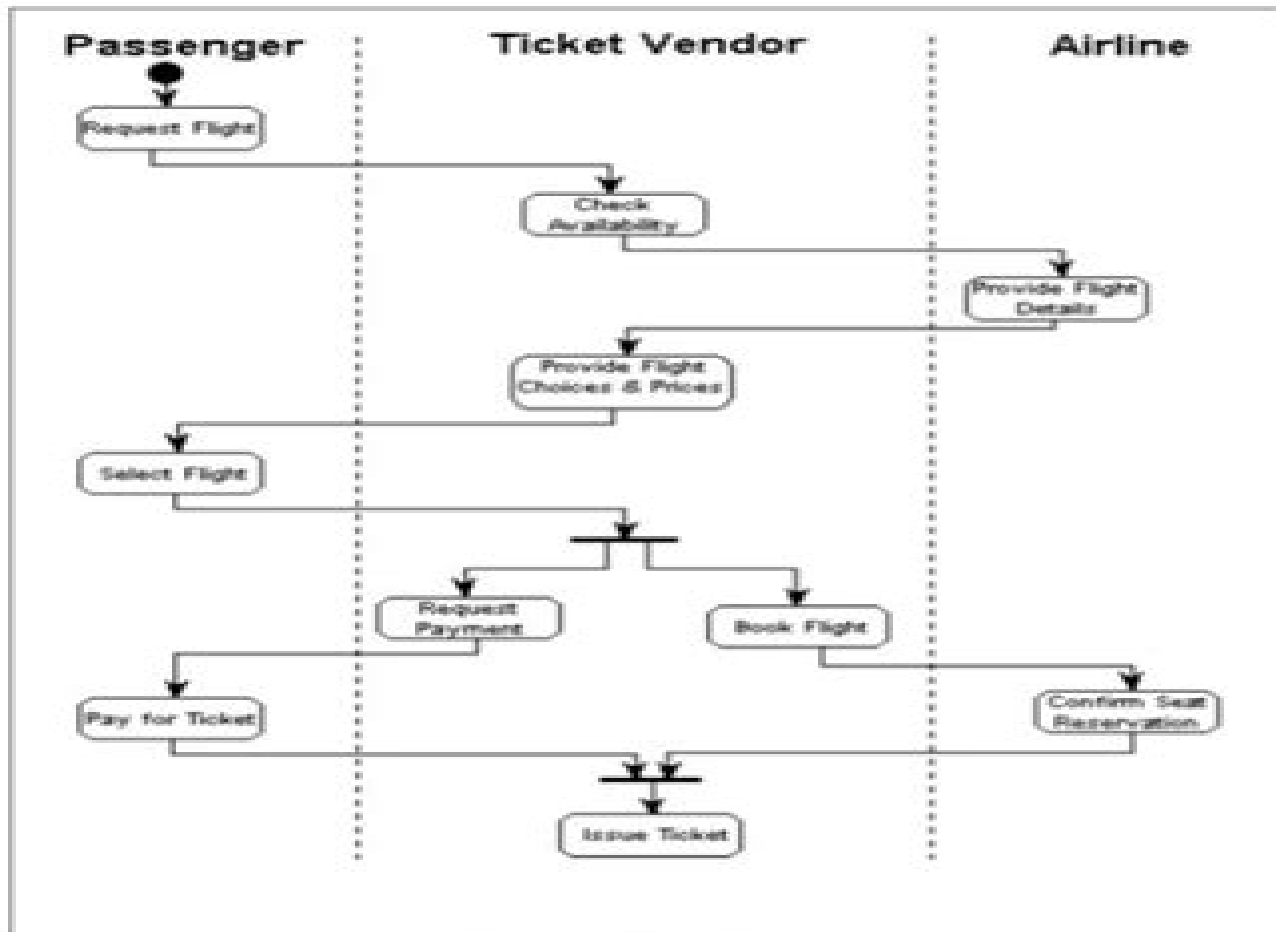 Passenger
Ticket Vendor
Airline
Request Flight
Check
Availability
Provide Flight
Details
Provide Flight
Choices & Prices
Select Flight
Request
Payment
Book Flight
Pay for Ticket
Confirm Seat
Reservation
Issue Ticket